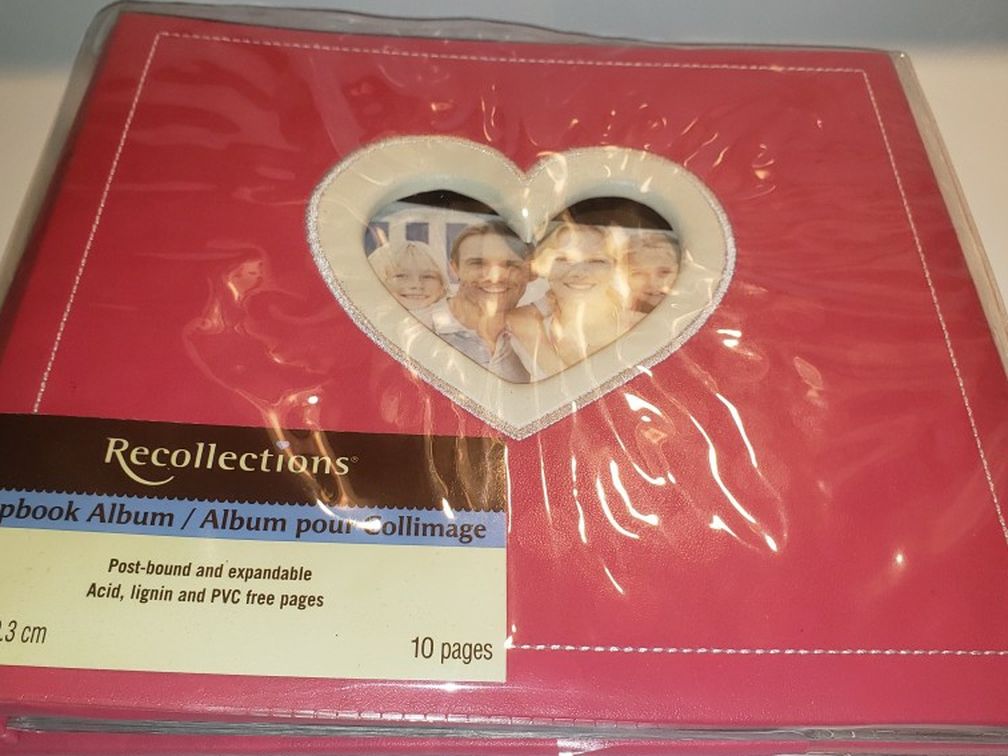 Recollections®
pbook Album / Album pour Collimage
Post-bound and expandable
Acid, lignin and PVC free pages
.3 cm
10 pages